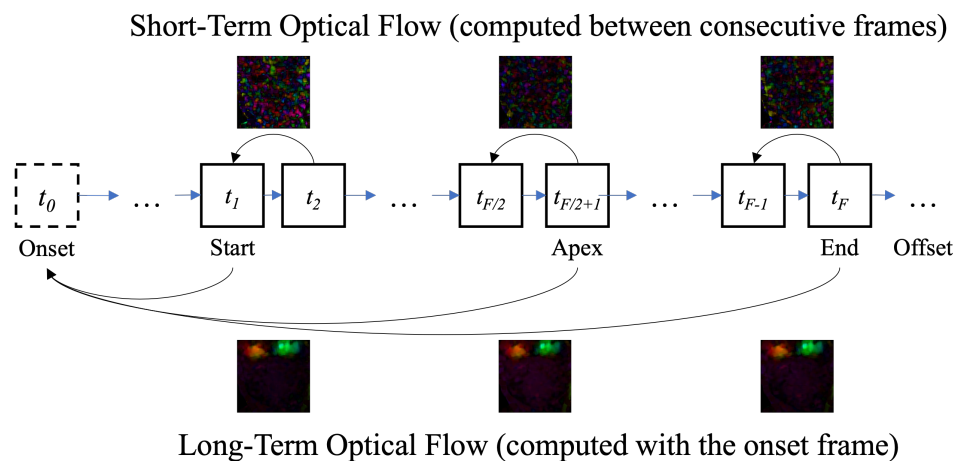 Short-Term Optical Flow (computed between consecutive frames)
t0 … t1 t2 … tF/2 tF/2+1 … tF-1 tF …
Onset Start Apex End Offset
Long-Term Optical Flow (computed with the onset frame)